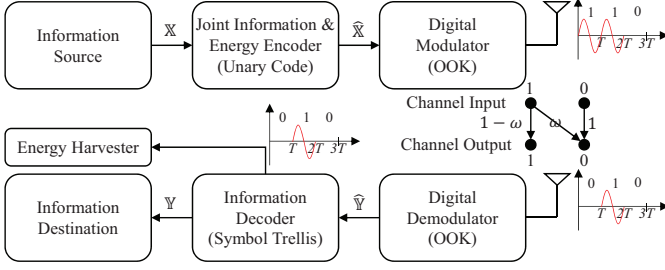 Information
Source
𝕏
Joint Information &
Energy Encoder
(Unary Code)
𝕏̂
Digital
Modulator
(OOK)
1 1 0
T 2T 3T
1 0
Channel Input
1 − ω ω 1
Channel Output
1 0
0 1 0
T 2T 3T
Energy Harvester
Information
Destination
𝕐
Information
Decoder
(Symbol Trellis)
𝕐̂
Digital
Demodulator
(OOK)
0 1 0
T 2T 3T